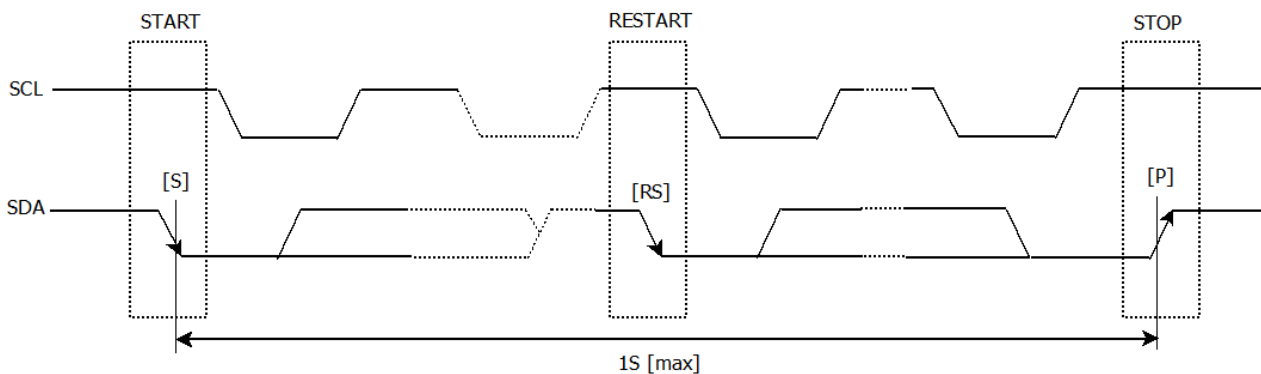 START
RESTART
STOP
SCL
[S]
[RS]
[P]
SDA
1S [max]